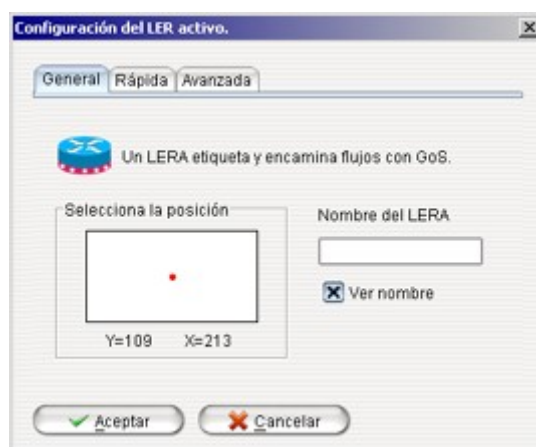 Configuración del LER activo.
General Rápida Avanzada
Un LERA etiqueta y encamina flujos con GoS.
Selecciona la posición
Nombre del LERA
Ver nombre
Y=109 X=213
Aceptar Cancelar